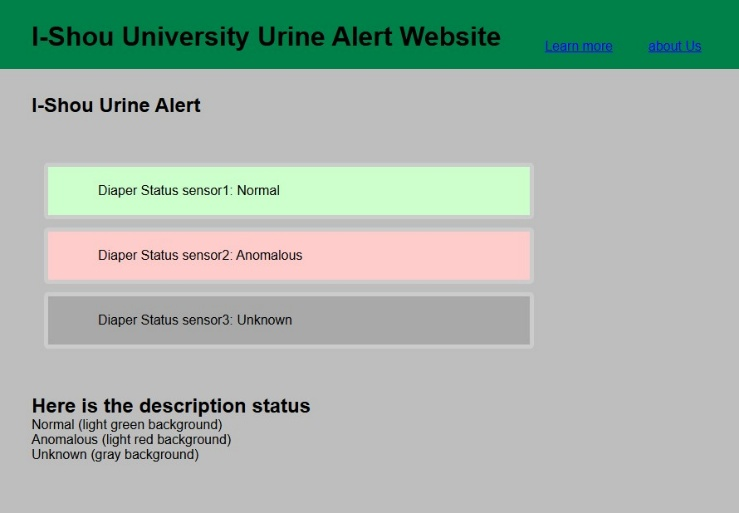 I-Shou University Urine Alert Website
Learn more about Us
I-Shou Urine Alert
Diaper Status sensor1: Normal
Diaper Status sensor2: Anomalous
Diaper Status sensor3: Unknown
Here is the description status
Normal (light green background)
Anomalous (light red background)
Unknown (gray background)